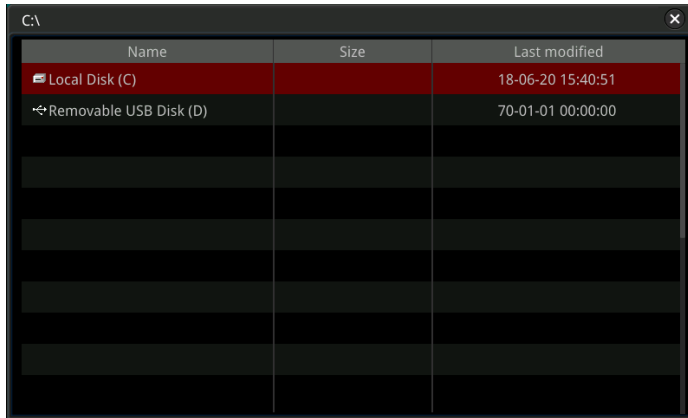 C:\
Name Size Last modified
Local Disk (C) 18-06-20 15:40:51
Removable USB Disk (D) 70-01-01 00:00:00